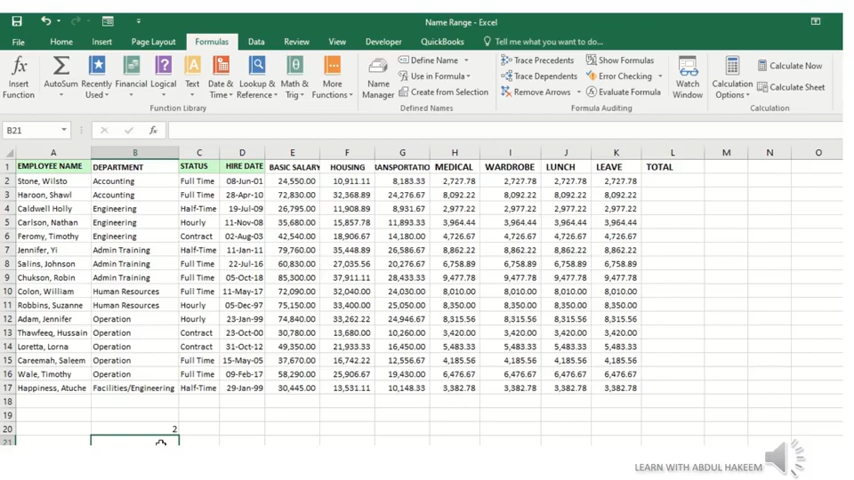 Name Range - Excel
File Home Insert Page Layout Formulas Data Review View Developer QuickBooks Tell me what you want to do...
fx Insert Function
Σ AutoSum
Recently Used
Financial
Logical
Text
Date & Time
Lookup & Reference
Math & Trig
More Functions
Function Library
Name Manager
Define Name
Use in Formula
Create from Selection
Defined Names
Trace Precedents
Trace Dependents
Remove Arrows
Show Formulas
Error Checking
Evaluate Formula
Formula Auditing
Watch Window
Calculation Options
Calculate Now
Calculate Sheet
Calculation
B21 fx
A B C D E F G H I J K L M N O
1 EMPLOYEE NAME DEPARTMENT STATUS HIRE DATE BASIC SALARY HOUSING RANSPORTATIO MEDICAL WARDROBE LUNCH LEAVE TOTAL
2 Stone, Wilsto Accounting Full Time 08-Jun-01 24,550.00 10,911.11 8,183.33 2,727.78 2,727.78 2,727.78 2,727.78
3 Haroon, Shawl Accounting Full Time 28-Apr-10 72,830.00 32,368.89 24,276.67 8,092.22 8,092.22 8,092.22 8,092.22
4 Caldwell Holly Engineering Half-Time 19-Jul-09 26,795.00 11,908.89 8,931.67 2,977.22 2,977.22 2,977.22 2,977.22
5 Carlson, Nathan Engineering Hourly 11-Nov-08 35,680.00 15,857.78 11,893.33 3,964.44 3,964.44 3,964.44 3,964.44
6 Feromy, Timothy Engineering Contract 02-Aug-03 42,540.00 18,906.67 14,180.00 4,726.67 4,726.67 4,726.67 4,726.67
7 Jennifer, Yi Admin Training Half-Time 11-Jan-11 79,760.00 35,448.89 26,586.67 8,862.22 8,862.22 8,862.22 8,862.22
8 Salins, Johnson Admin Training Full Time 22-Jul-16 60,830.00 27,035.56 20,276.67 6,758.89 6,758.89 6,758.89 6,758.89
9 Chukson, Robin Admin Training Full Time 05-Oct-18 85,300.00 37,911.11 28,433.33 9,477.78 9,477.78 9,477.78 9,477.78
10 Colon, William Human Resources Full Time 11-May-17 72,090.00 32,040.00 24,030.00 8,010.00 8,010.00 8,010.00 8,010.00
11 Robbins, Suzanne Human Resources Hourly 05-Dec-97 75,150.00 33,400.00 25,050.00 8,350.00 8,350.00 8,350.00 8,350.00
12 Adam, Jennifer Operation Hourly 23-Jan-99 74,840.00 33,262.22 24,946.67 8,315.56 8,315.56 8,315.56 8,315.56
13 Thawfeeq, Hussain Operation Contract 23-Oct-00 30,780.00 13,680.00 10,260.00 3,420.00 3,420.00 3,420.00 3,420.00
14 Loretta, Lorna Operation Contract 31-Oct-12 49,350.00 21,933.33 16,450.00 5,483.33 5,483.33 5,483.33 5,483.33
15 Careemah, Saleem Operation Full Time 15-May-05 37,670.00 16,742.22 12,556.67 4,185.56 4,185.56 4,185.56 4,185.56
16 Wale, Timothy Operation Full Time 09-Feb-17 58,290.00 25,906.67 19,430.00 6,476.67 6,476.67 6,476.67 6,476.67
17 Happiness, Atuche Facilities/Engineering Half-Time 29-Jan-99 30,445.00 13,531.11 10,148.33 3,382.78 3,382.78 3,382.78 3,382.78
18
19
20 2
21
LEARN WITH ABDUL HAKEEM